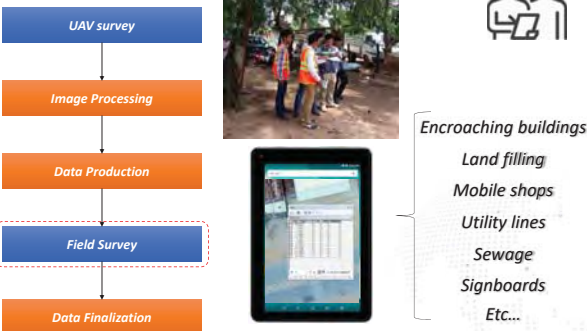 UAV survey
Image Processing
Data Production
Field Survey
Data Finalization
Encroaching buildings
Land filling
Mobile shops
Utility lines
Sewage
Signboards
Etc...